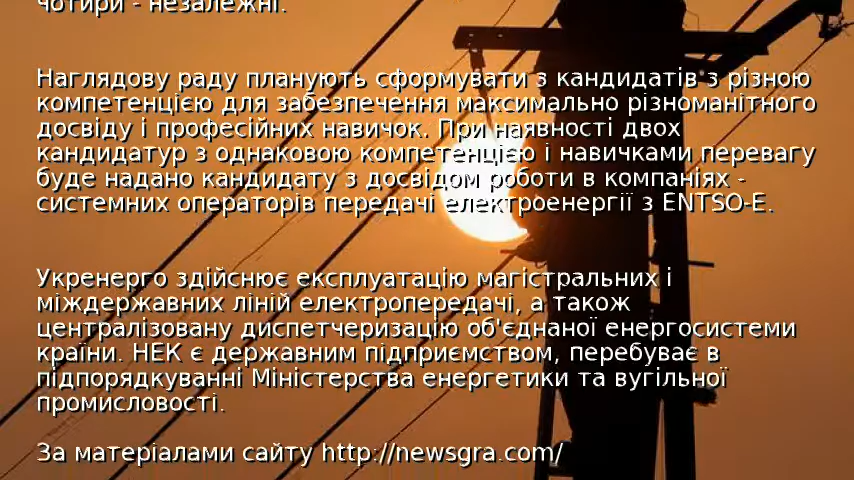 чотири - незалежні.
Наглядову раду планують сформувати з кандидатів з різною
компетенцією для забезпечення максимально різноманітного
досвіду і професійних навичок. При наявності двох
кандидатур з однаковою компетенцією і навичками перевагу
буде надано кандидату з досвідом роботи в компаніях -
системних операторів передачі електроенергії з ENTSO-E.
Укренерго здійснює експлуатацію магістральних і
міждержавних ліній електропередачі, а також
централізовану диспетчеризацію об'єднаної енергосистеми
країни. НЕК є державним підприємством, перебуває в
підпорядкуванні Міністерства енергетики та вугільної
промисловості.
За матеріалами сайту http://newsgra.com/